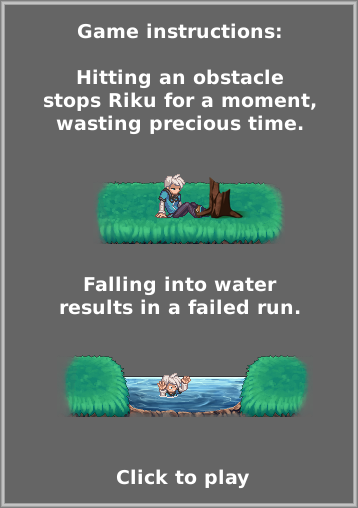 Game instructions:
Hitting an obstacle
stops Riku for a moment,
wasting precious time.
Falling into water
results in a failed run.
Click to play